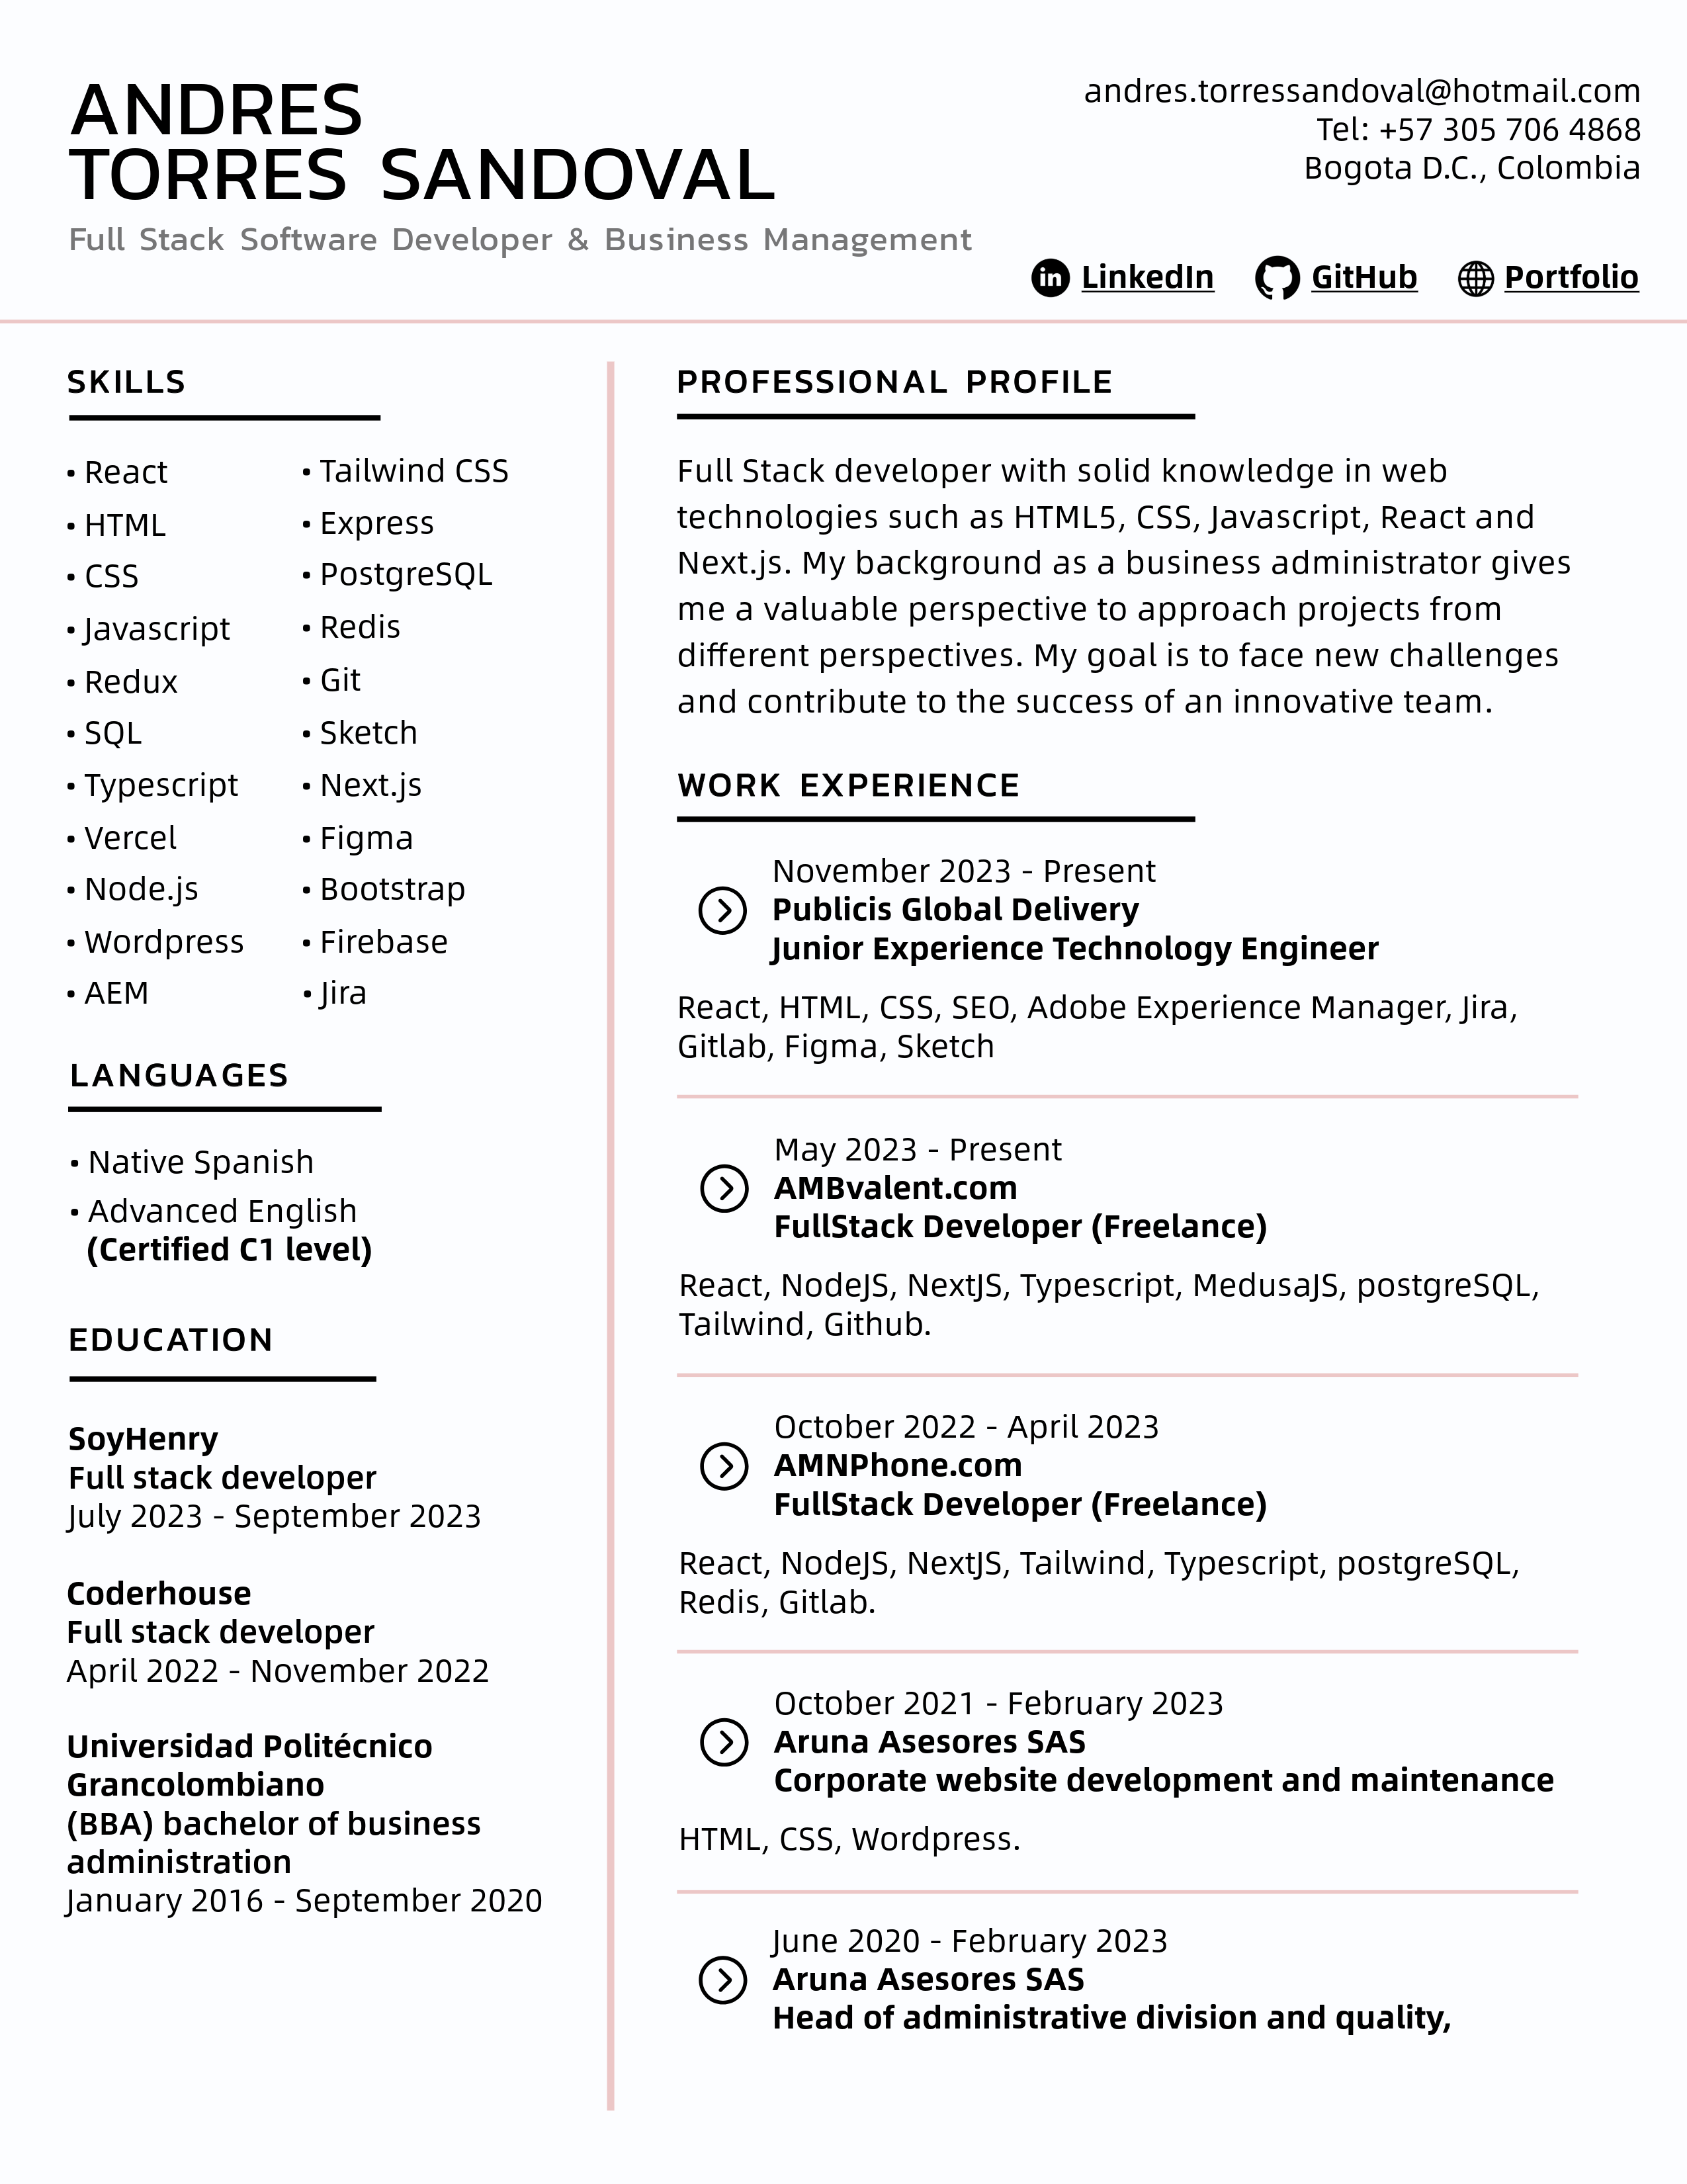 ANDRES
TORRES SANDOVAL
Full Stack Software Developer & Business Management
andres.torressandoval@hotmail.com
Tel: +57 305 706 4868
Bogota D.C., Colombia
LinkedIn GitHub Portfolio
SKILLS
• React
• HTML
• CSS
• Javascript
• Redux
• SQL
• Typescript
• Vercel
• Node.js
• Wordpress
• AEM
• Tailwind CSS
• Express
• PostgreSQL
• Redis
• Git
• Sketch
• Next.js
• Figma
• Bootstrap
• Firebase
• Jira
LANGUAGES
• Native Spanish
• Advanced English
(Certified C1 level)
EDUCATION
SoyHenry
Full stack developer
July 2023 - September 2023
Coderhouse
Full stack developer
April 2022 - November 2022
Universidad Politécnico
Grancolombiano
(BBA) bachelor of business
administration
January 2016 - September 2020
PROFESSIONAL PROFILE
Full Stack developer with solid knowledge in web
technologies such as HTML5, CSS, Javascript, React and
Next.js. My background as a business administrator gives
me a valuable perspective to approach projects from
different perspectives. My goal is to face new challenges
and contribute to the success of an innovative team.
WORK EXPERIENCE
November 2023 - Present
Publicis Global Delivery
Junior Experience Technology Engineer
React, HTML, CSS, SEO, Adobe Experience Manager, Jira,
Gitlab, Figma, Sketch
May 2023 - Present
AMBvalent.com
FullStack Developer (Freelance)
React, NodeJS, NextJS, Typescript, MedusaJS, postgreSQL,
Tailwind, Github.
October 2022 - April 2023
AMNPhone.com
FullStack Developer (Freelance)
React, NodeJS, NextJS, Tailwind, Typescript, postgreSQL,
Redis, Gitlab.
October 2021 - February 2023
Aruna Asesores SAS
Corporate website development and maintenance
HTML, CSS, Wordpress.
June 2020 - February 2023
Aruna Asesores SAS
Head of administrative division and quality,